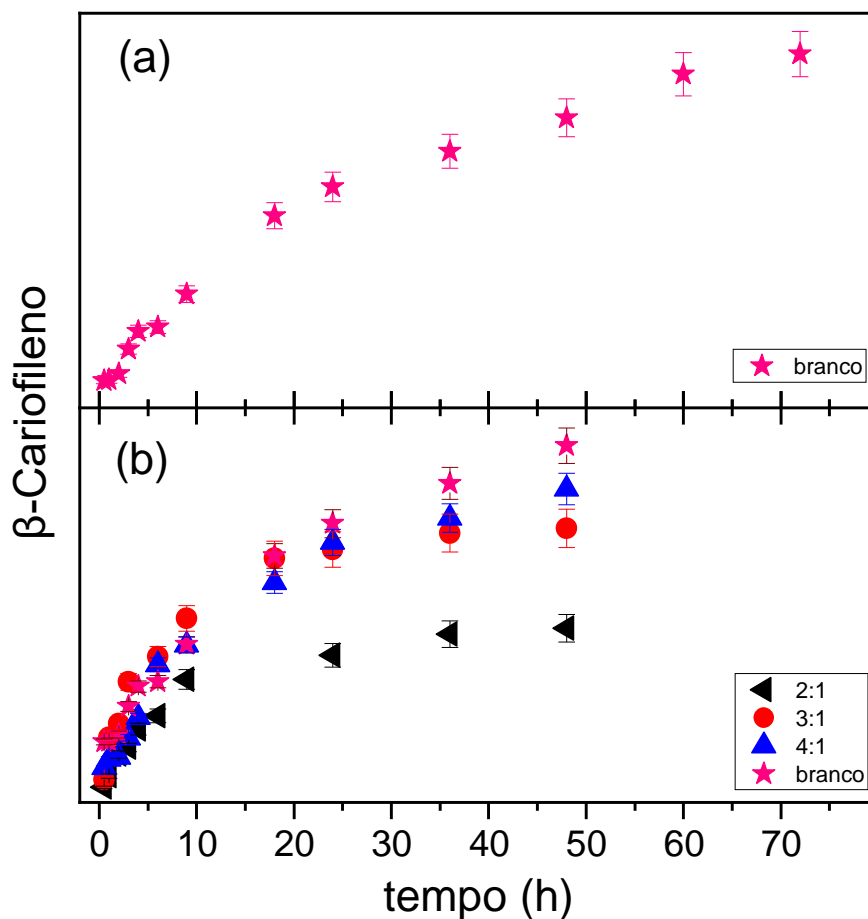 (a)
branco
β-Cariofileno
(b)
2:1
3:1
4:1
branco
0 10 20 30 40 50 60 70
tempo (h)